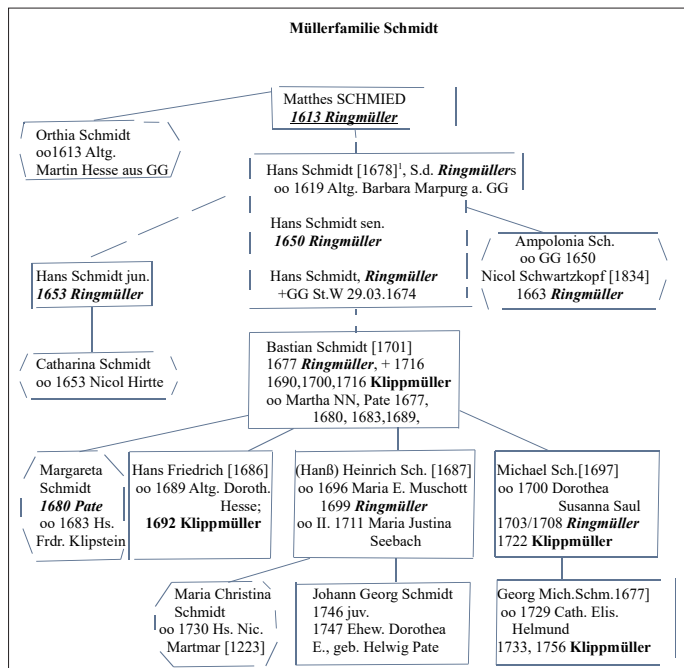 Müllerfamilie Schmidt
Matthes SCHMIED
1613 Ringmüller
Orthia Schmidt
oo1613 Altg.
Martin Hesse aus GG
Hans Schmidt [1678]¹, S.d. Ringmüllers
oo 1619 Altg. Barbara Marpurg a. GG
Hans Schmidt sen.
1650 Ringmüller
Hans Schmidt, Ringmüller
+GG St.W 29.03.1674
Ampolonia Sch.
oo GG 1650
Nicol Schwartzkopf [1834]
1663 Ringmüller
Hans Schmidt jun.
1653 Ringmüller
Catharina Schmidt
oo 1653 Nicol Hirtte
Bastian Schmidt [1701]
1677 Ringmüller, + 1716
1690,1700,1716 Klippmüller
oo Martha NN, Pate 1677,
1680, 1683,1689,
Margareta
Schmidt
1680 Pate
oo 1683 Hs.
Frdr. Klipstein
Hans Friedrich [1686]
oo 1689 Altg. Doroth.
Hesse;
1692 Klippmüller
(Hanß) Heinrich Sch. [1687]
oo 1696 Maria E. Muschott
1699 Ringmüller
oo II. 1711 Maria Justina
Seebach
Michael Sch.[1697]
oo 1700 Dorothea
Susanna Saul
1703/1708 Ringmüller
1722 Klippmüller
Maria Christina
Schmidt
oo 1730 Hs. Nic.
Martmar [1223]
Johann Georg Schmidt
1746 juv.
1747 Ehew. Dorothea
E., geb. Helwig Pate
Georg Mich.Schm.1677]
oo 1729 Cath. Elis.
Helmund
1733, 1756 Klippmüller